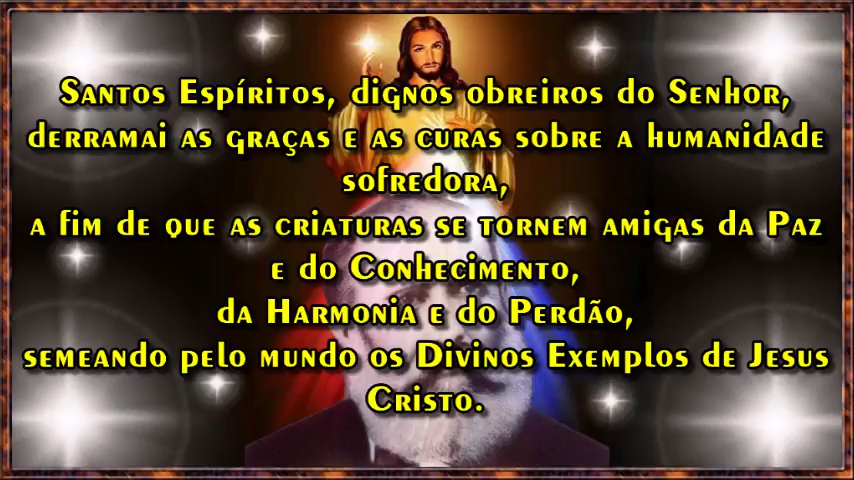 Santos Espíritos, dignos obreiros do Senhor,
derramai as graças e as curas sobre a humanidade
sofredora,
a fim de que as criaturas se tornem amigas da Paz
e do Conhecimento,
da Harmonia e do Perdão,
semeando pelo mundo os Divinos Exemplos de Jesus
Cristo.